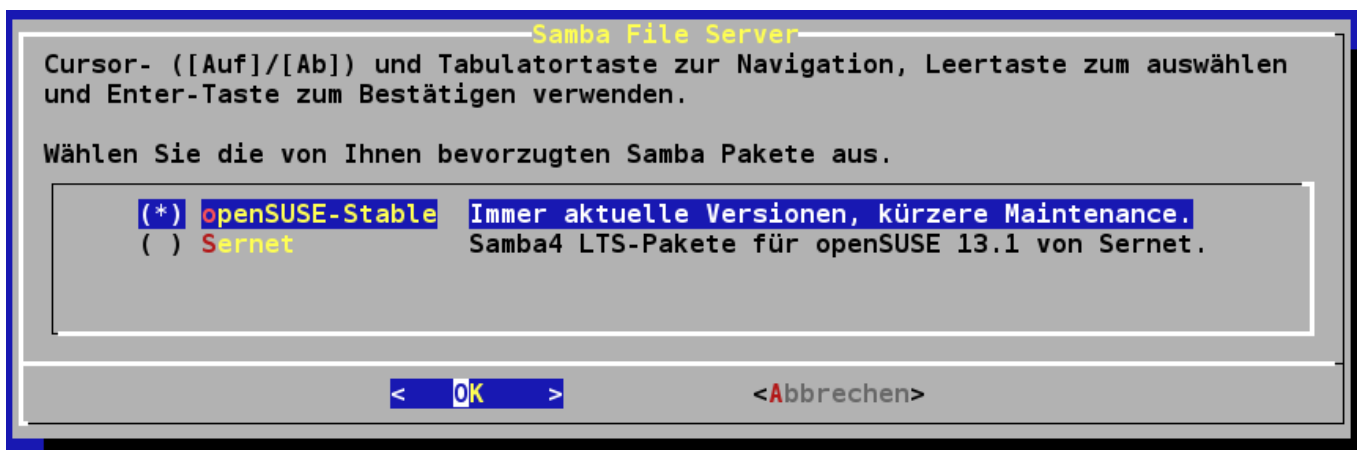 Samba File Server
Cursor- ([Auf]/[Ab]) und Tabulatortaste zur Navigation, Leertaste zum auswählen
und Enter-Taste zum Bestätigen verwenden.
Wählen Sie die von Ihnen bevorzugten Samba Pakete aus.
(*) openSUSE-Stable Immer aktuelle Versionen, kürzere Maintenance.
( ) Sernet Samba4 LTS-Pakete für openSUSE 13.1 von Sernet.
< OK > <Abbrechen>